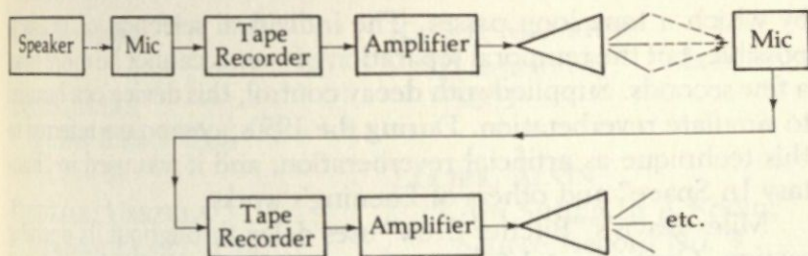 Speaker
Mic
Tape
Recorder
Amplifier
Mic
Tape
Recorder
Amplifier
etc.